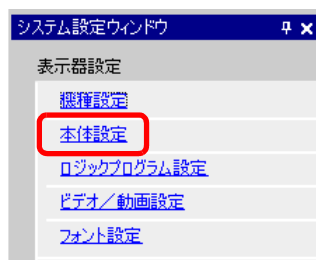 システム設定ウィンドウ
表示器設定
機種設定
本体設定
ロジックプログラム設定
ビデオ／動画設定
フォント設定